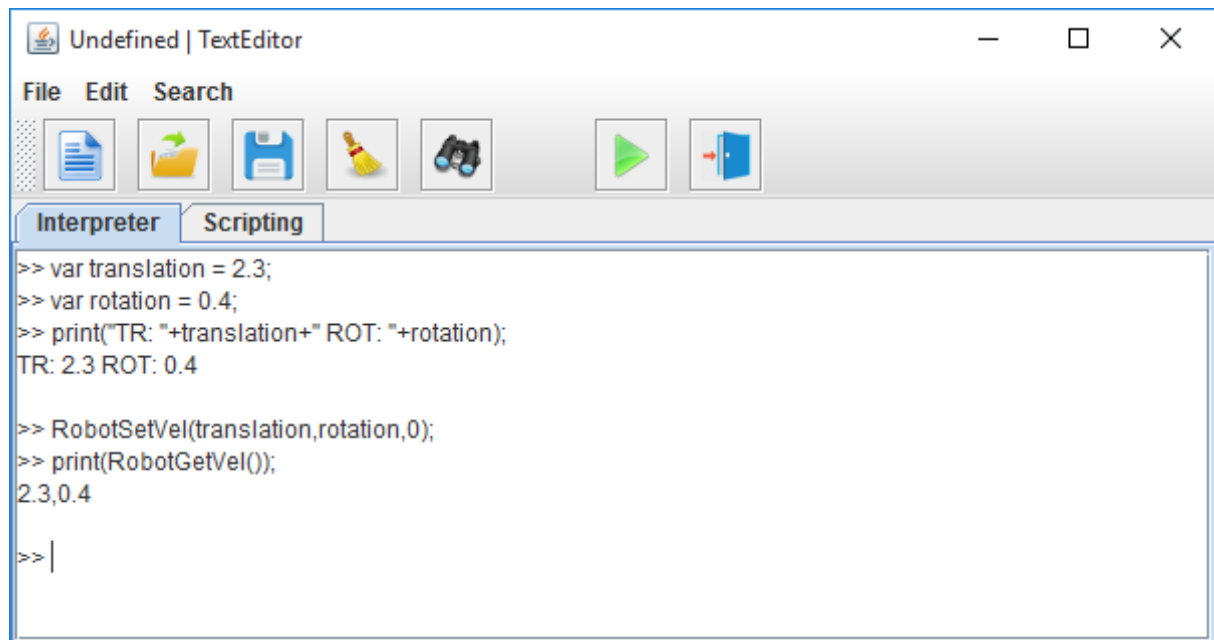 Undefined | TextEditor
File Edit Search
Interpreter Scripting
>> var translation = 2.3;
>> var rotation = 0.4;
>> print("TR: "+translation+" ROT: "+rotation);
TR: 2.3 ROT: 0.4
>> RobotSetVel(translation,rotation,0);
>> print(RobotGetVel());
2.3,0.4
>>